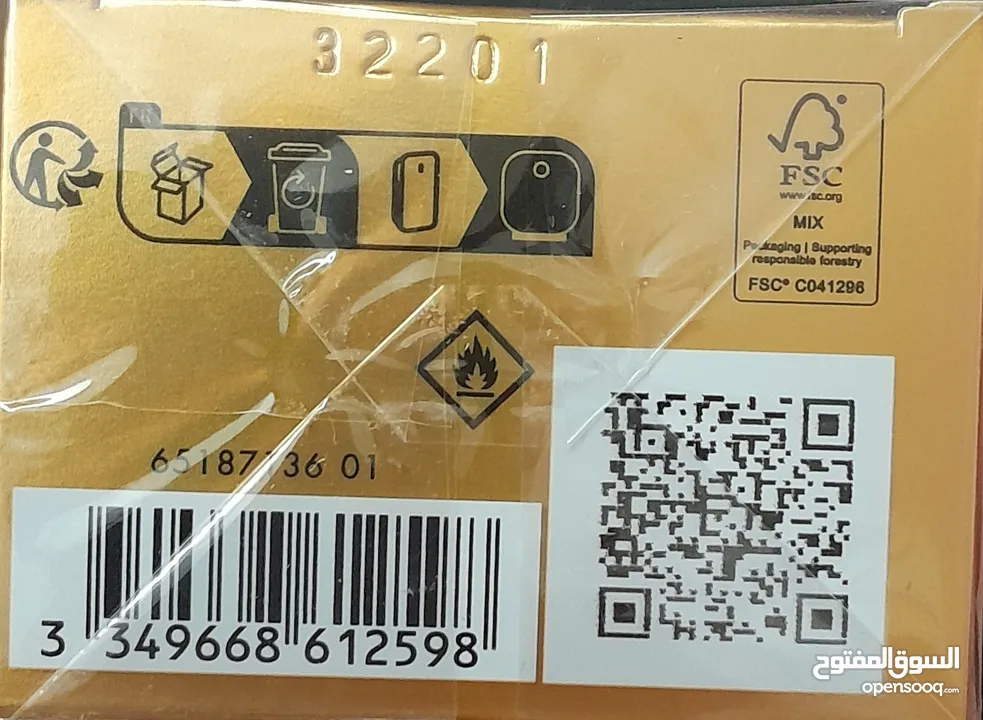 32201
FR
FSC
www.fsc.org
MIX
Packaging | Supporting
responsible forestry
FSC® C041296
65187136 01
3 349668 612598
السوق المفتوح
opensooq.com